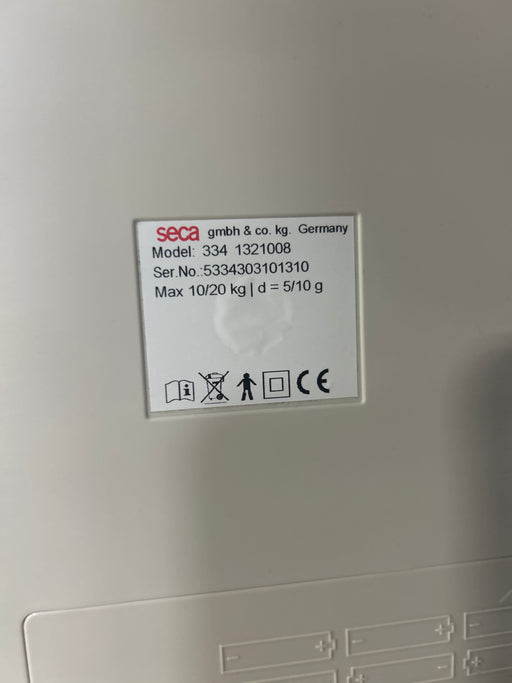 seca gmbh & co. kg. Germany
Model: 334 1321008
Ser.No.:5334303101310
Max 10/20 kg | d = 5/10 g
CE